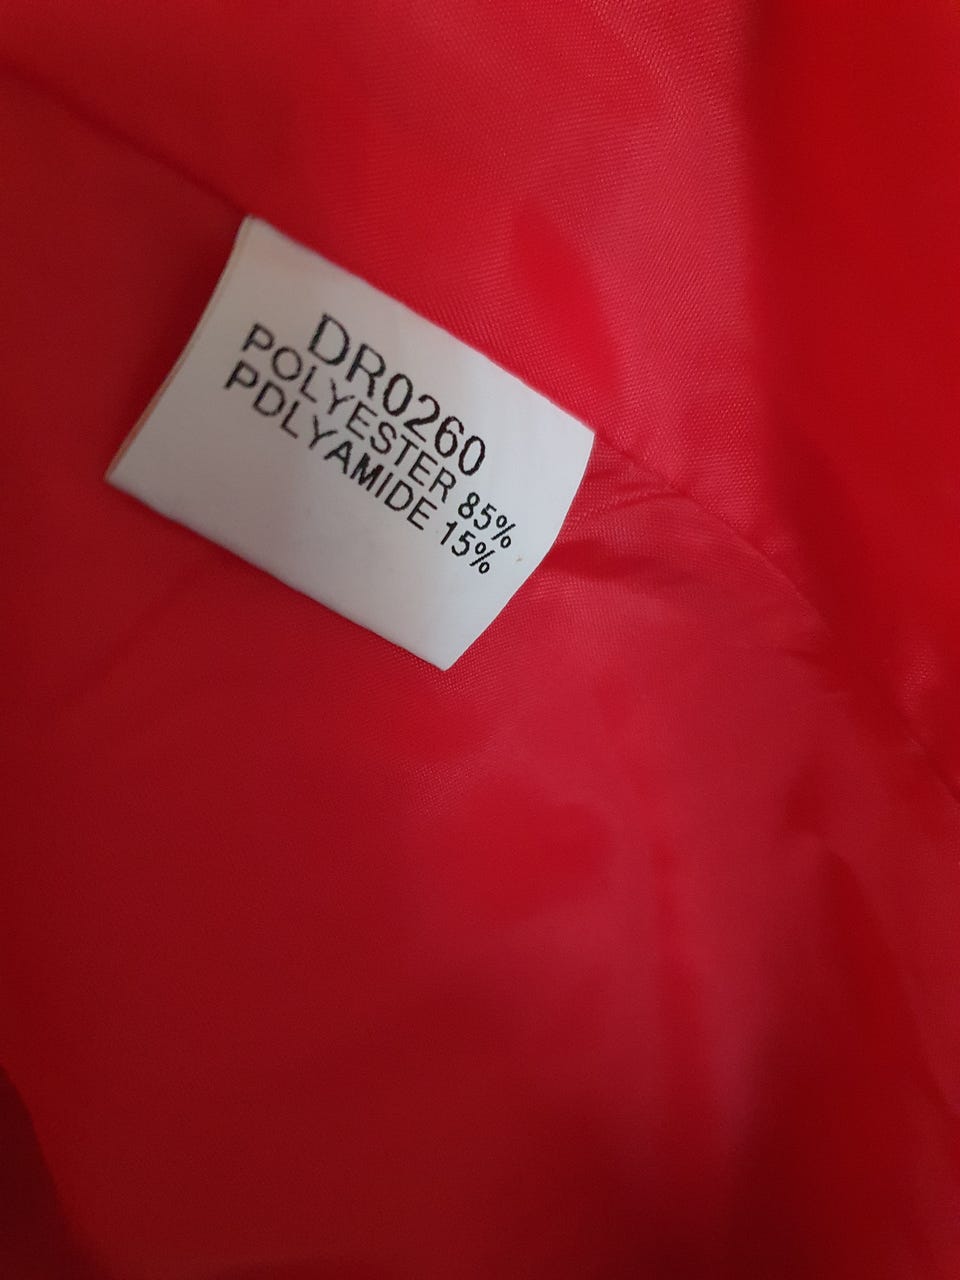 DR0260
POLYESTER 85%
PDLYAMIDE 15%